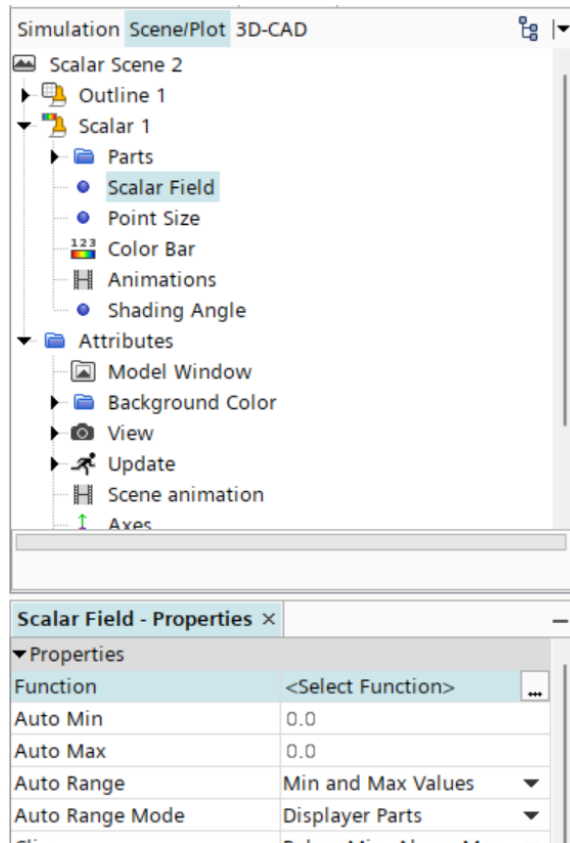 Simulation Scene/Plot 3D-CAD
Scalar Scene 2
Outline 1
Scalar 1
Parts
Scalar Field
Point Size
123 Color Bar
Animations
Shading Angle
Attributes
Model Window
Background Color
View
Update
Scene animation
Axes
Scalar Field - Properties ×
Properties
Function <Select Function> ...
Auto Min 0.0
Auto Max 0.0
Auto Range Min and Max Values
Auto Range Mode Displayer Parts